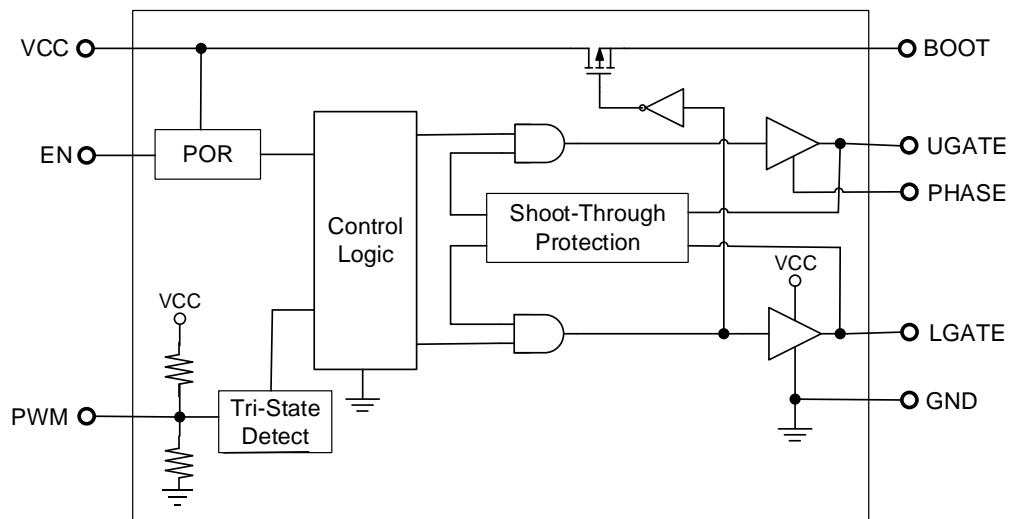 VCC
BOOT
EN
POR
UGATE
PHASE
Control
Logic
Shoot-Through
Protection
VCC
VCC
LGATE
PWM
Tri-State
Detect
GND